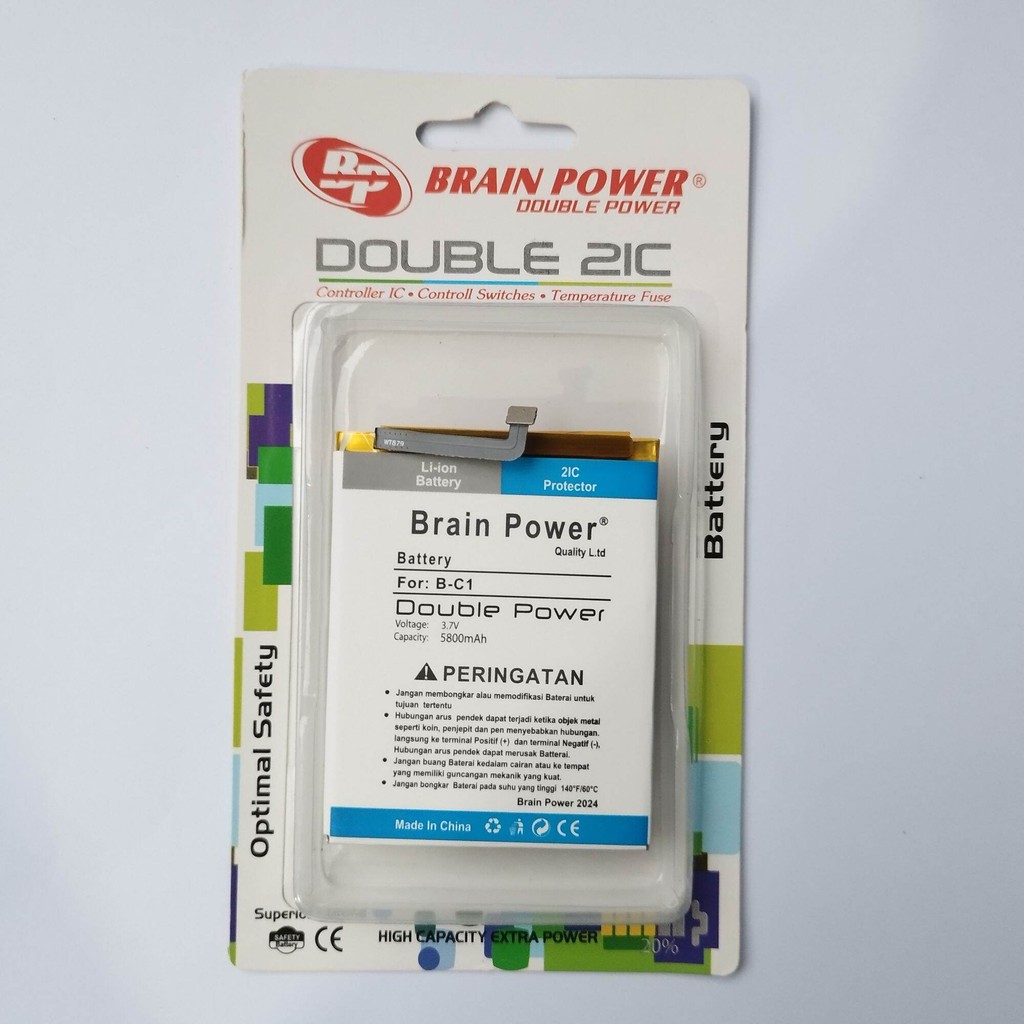 BP
BRAIN POWER®
DOUBLE POWER
DOUBLE 2IC
Controller IC • Controll Switches • Temperature Fuse
Li-ion
Battery
2IC
Protector
Brain Power®
Quality L.td
Battery
For: B-C1
Double Power
Voltage: 3.7V
Capacity: 5800mAh
PERINGATAN
• Jangan membongkar alau memodifikasi Baterai untuk
tujuan tertentu
• Hubungan arus pendek dapat terjadi ketika objek metal
seperti koin, penjepit dan pen menyebabkan hubungan.
langsung ke terminal Positif (+) dan terminal Negatif (-),
Hubungan arus pendek dapat merusak Batterai.
• Jangan buang Baterai kedalam cairan atau ke tempat
yang memiliki guncangan mekanik yang kuat.
• Jangan bongkar Baterai pada suhu yang tinggi 140°F/60°C
Brain Power 2024
Made In China CE
Battery
Optimal Safety
SAFETY
Battery
CE
HIGH CAPACITY EXTRA POWER
20%